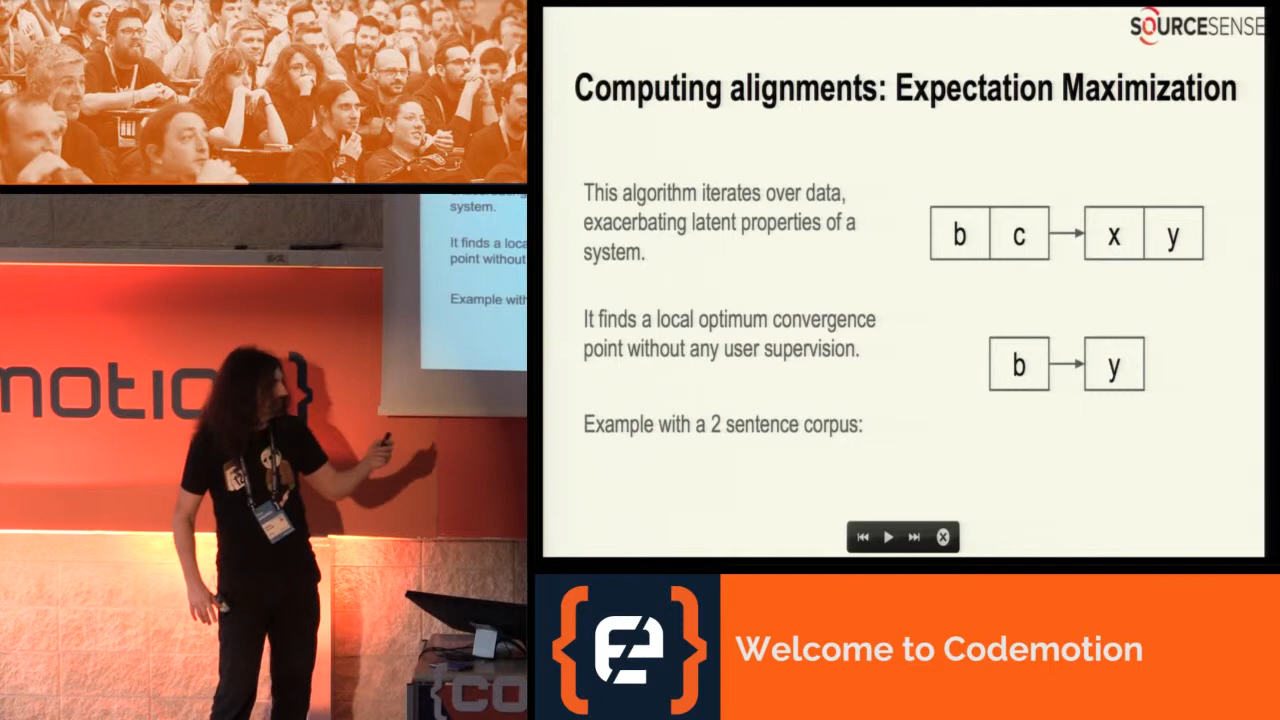 SOURCESENSE
Computing alignments: Expectation Maximization
This algorithm iterates over data,
exacerbating latent properties of a
system.
b c x y
It finds a local optimum convergence
point without any user supervision.
b y
Example with a 2 sentence corpus:
system.
It finds a loca
point without
Example with
motio }
{CO
Welcome to Codemotion